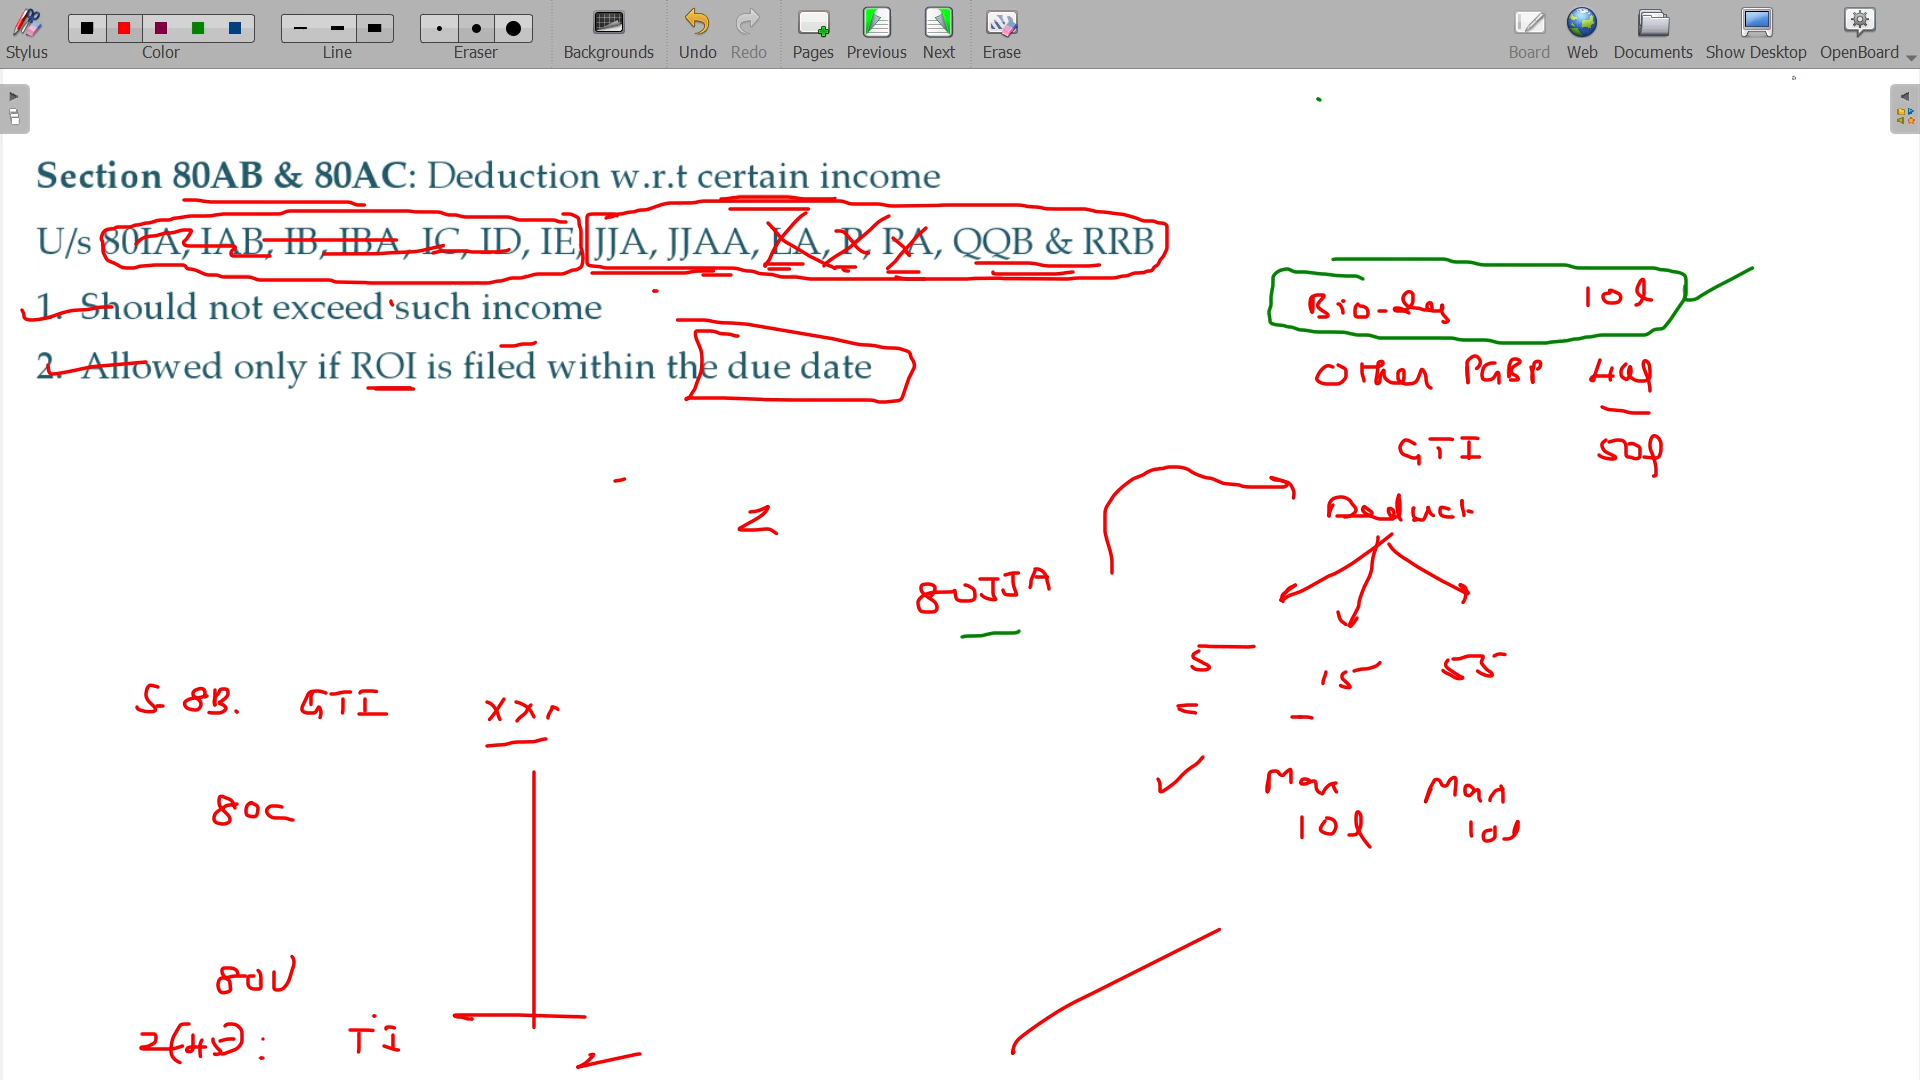 Stylus Color Line Eraser Backgrounds Undo Redo Pages Previous Next Erase Board Web Documents Show Desktop OpenBoard
Section 80AB & 80AC: Deduction w.r.t certain income
U/s 80IA, IAB, IB, IBA, IC, ID, IE, JJA, JJAA, LA, P, RA, QQB & RRB
1. Should not exceed such income
2. Allowed only if ROI is filed within the due date
Bio-deg 10l
Other PGBP 40l
GTI 50l
Deduct
80JJA
5 15 55
Max Max
10l 10l
S 8B. GTI xxx
80C
80U
2(45): TI